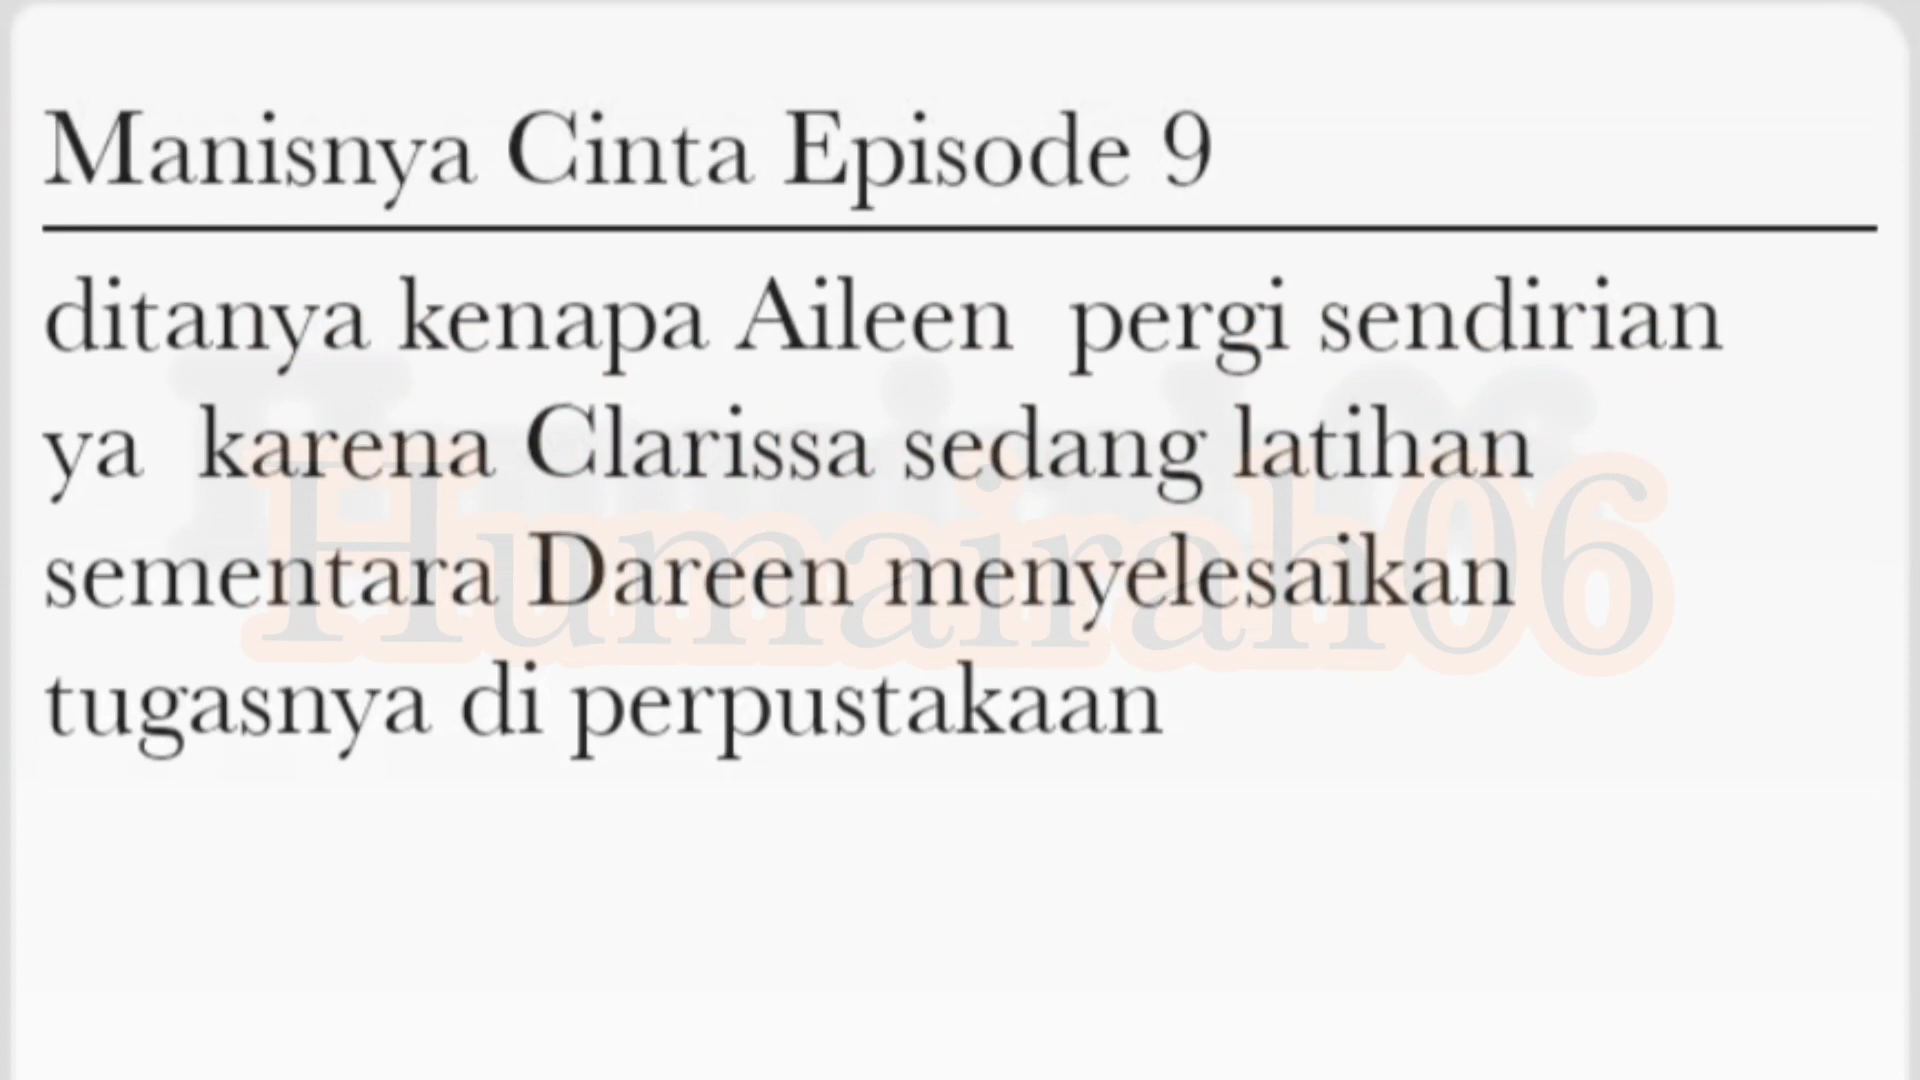 Manisnya Cinta Episode 9
ditanya kenapa Aileen  pergi sendirian
ya  karena Clarissa sedang latihan
sementara Dareen menyelesaikan
tugasnya di perpustakaan
Humairah06